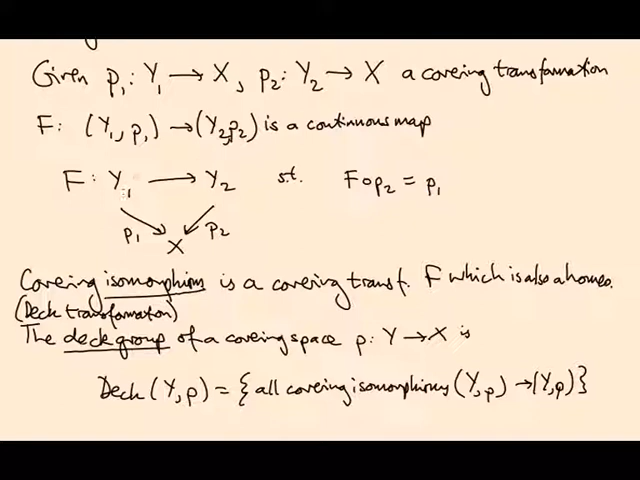 Given p₁: Y₁ → X, p₂: Y₂ → X a covering transformation
F: (Y₁, p₁) → (Y₂, p₂) is a continuous map
F: Y₁ → Y₂ s.t. F∘p₂ = p₁
p₁ X p₂
Covering isomorphism is a covering transf. F which is also a homeo.
(Deck transformation)
The deck group of a covering space p: Y → X is
Deck (Y, p) = { all covering isomorphisms (Y, p) → (Y, p) }